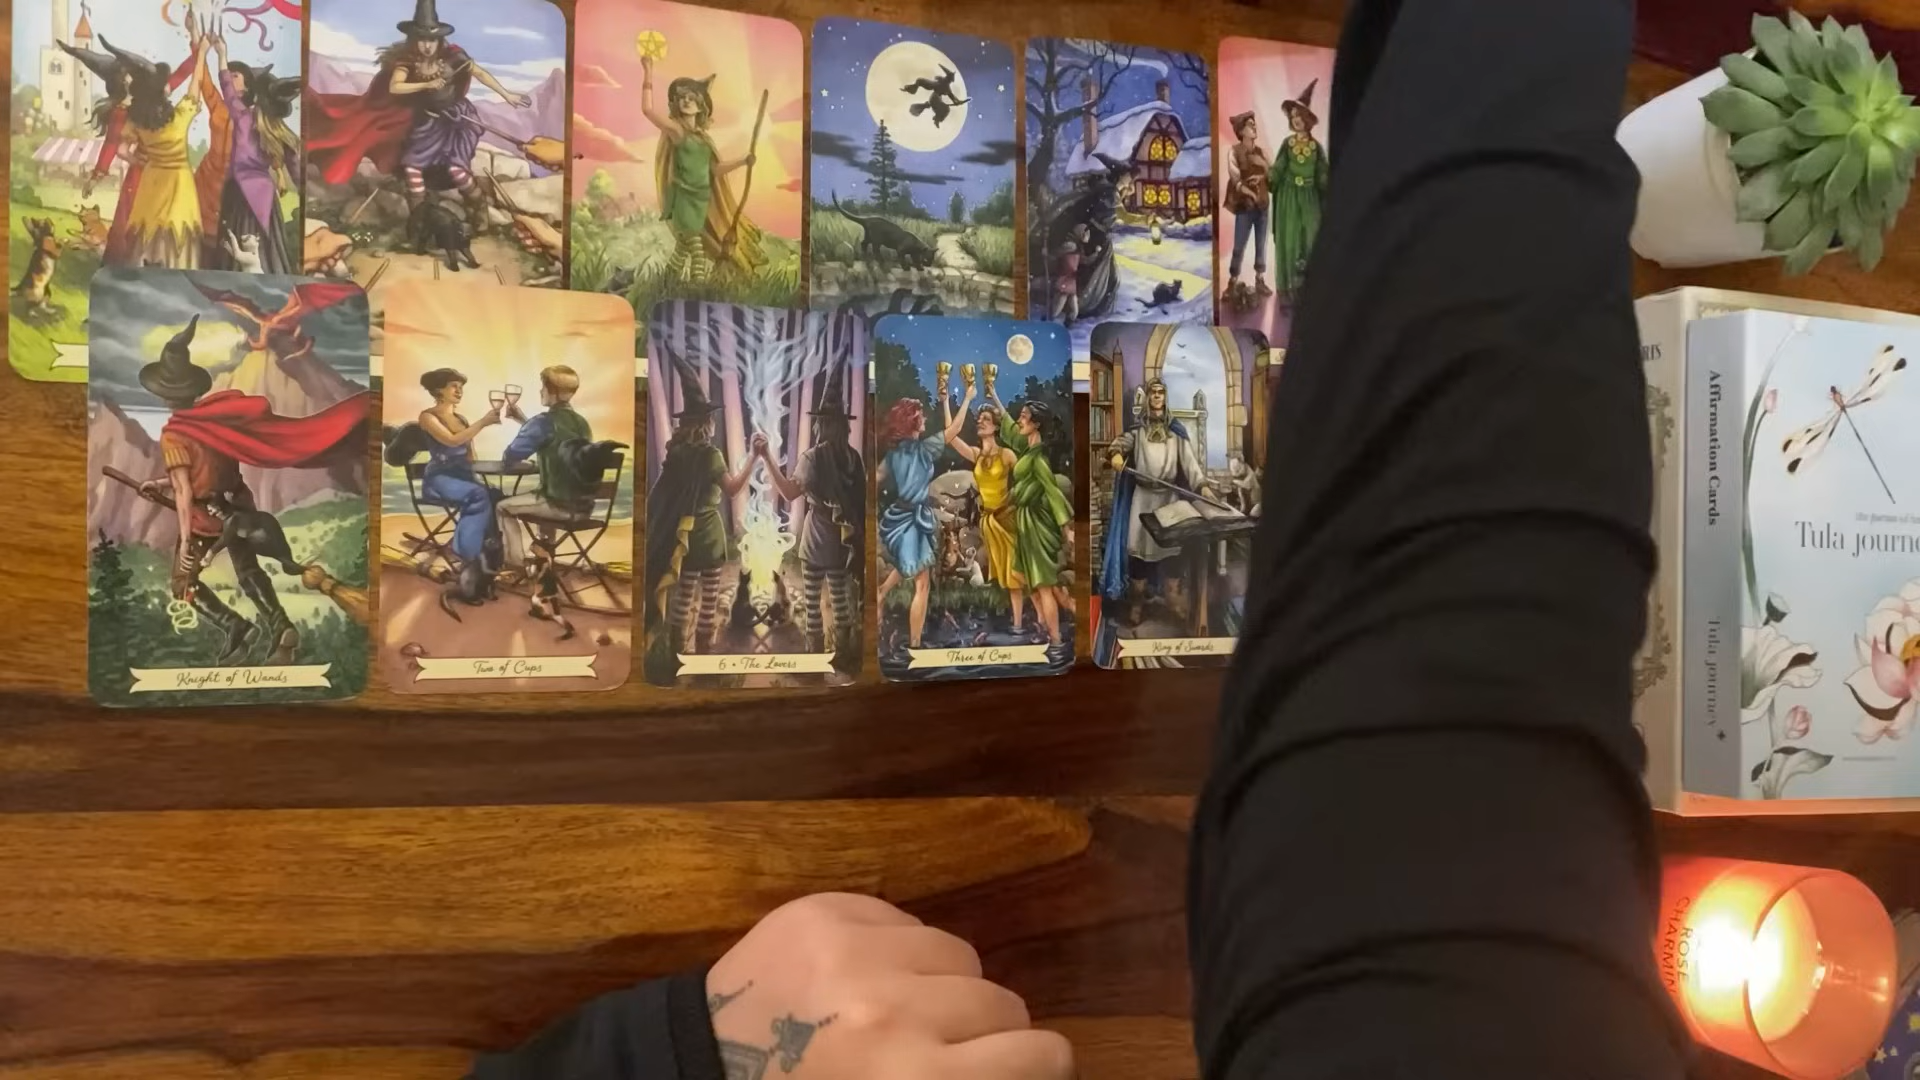 Knight of Wands
Two of Cups
6 • The Lovers
Three of Cups
King of Swords
Affirmation Cards
Tula journey
Tula journe
ROSE
CHARMIN